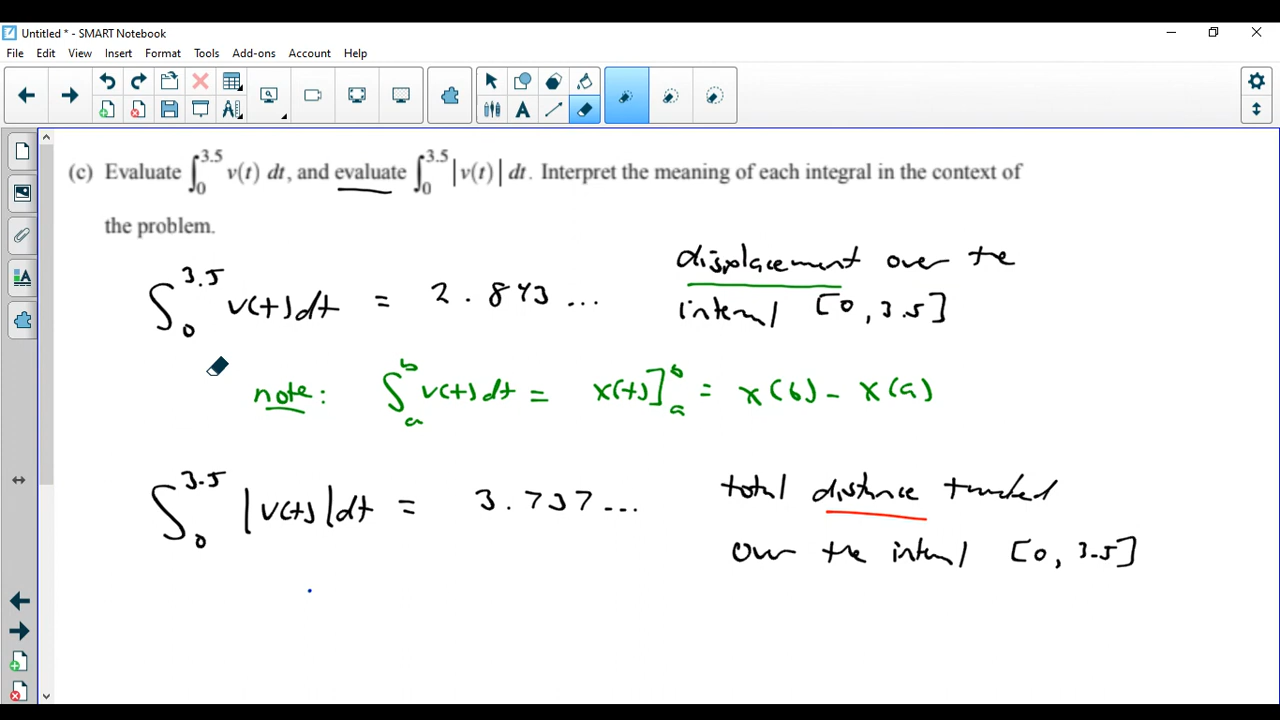 Untitled * - SMART Notebook
File Edit View Insert Format Tools Add-ons Account Help
(c) Evaluate ∫₀^3.5 v(t) dt, and evaluate ∫₀^3.5 |v(t)| dt. Interpret the meaning of each integral in the context of
the problem.
∫₀^3.5 v(t)dt = 2.843...
displacement over the
interval [0, 3.5]
note: ∫ₐ^b v(t)dt = x(t)]ₐ^b = x(b) - x(a)
∫₀^3.5 |v(t)|dt = 3.737...
total distance traveled
over the interval [0, 3.5]